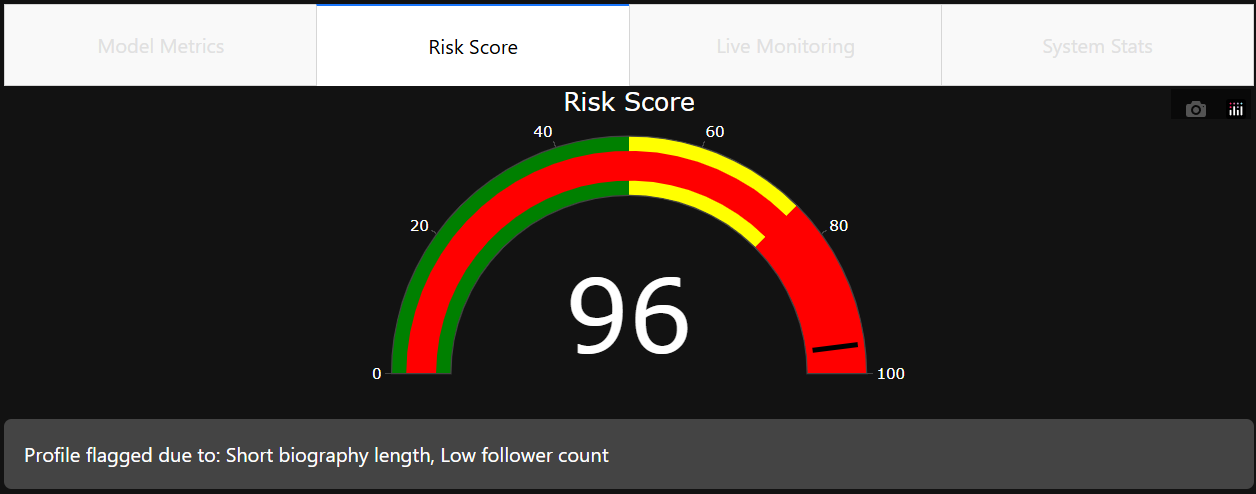 Model Metrics
Risk Score
Live Monitoring
System Stats
Risk Score
0
20
40
60
80
100
96
Profile flagged due to: Short biography length, Low follower count